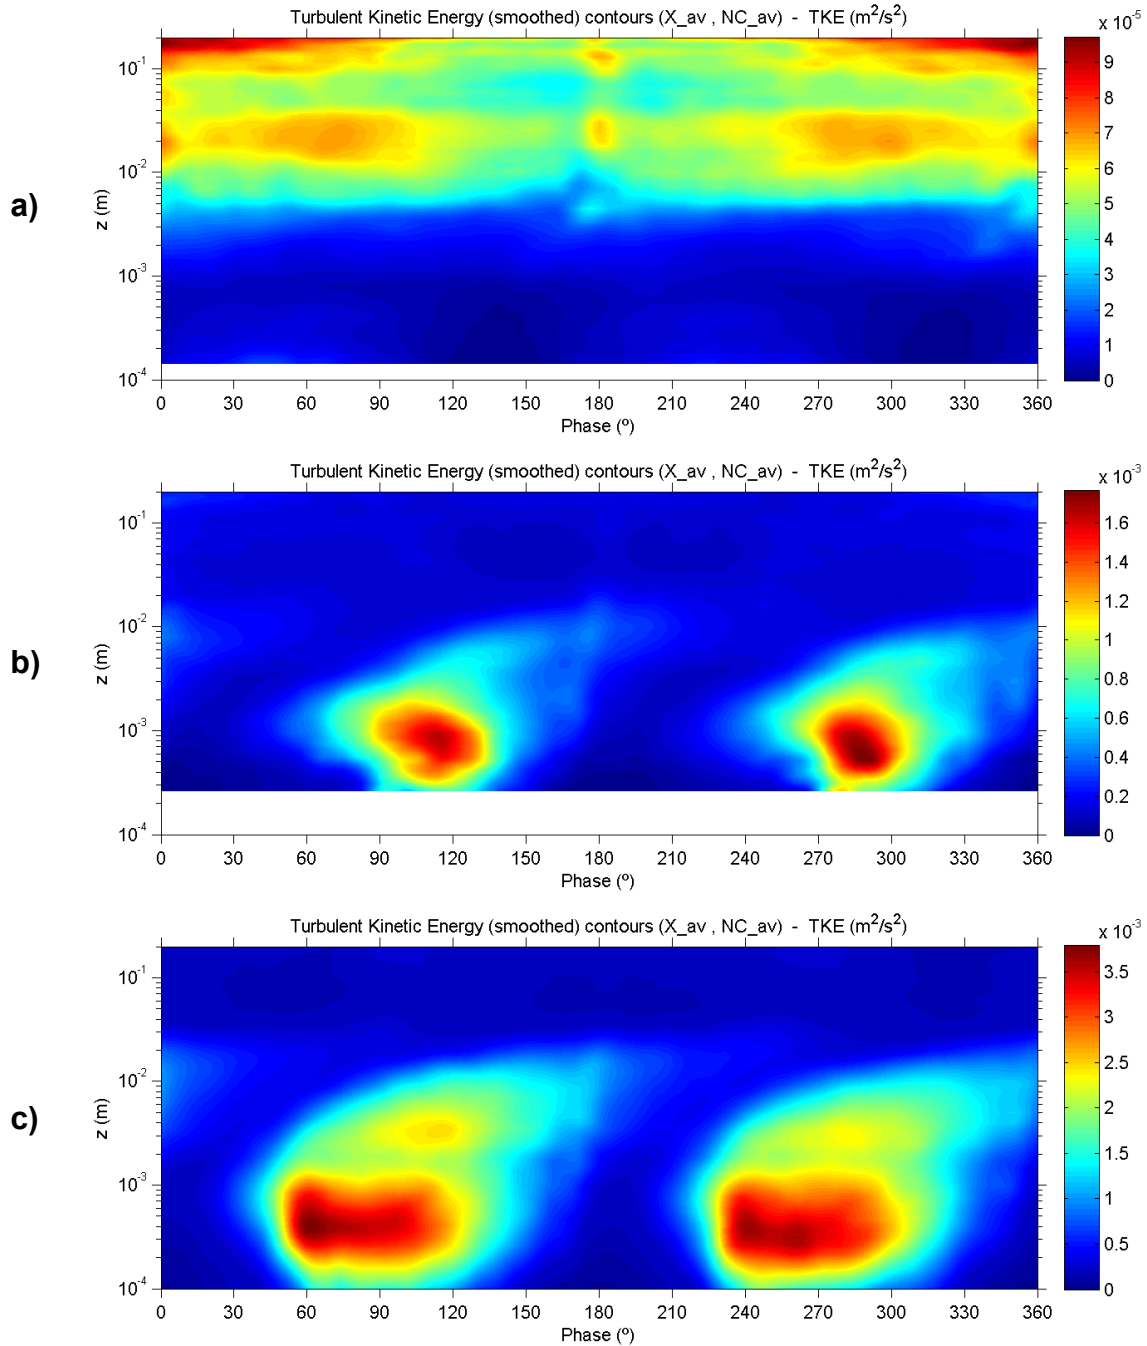 Turbulent Kinetic Energy (smoothed) contours (X_av , NC_av) - TKE (m²/s²)
x 10⁻⁵
a)
z (m)
10⁻¹
10⁻²
10⁻³
10⁻⁴
0 30 60 90 120 150 180 210 240 270 300 330 360
Phase (º)
9
8
7
6
5
4
3
2
1
0
Turbulent Kinetic Energy (smoothed) contours (X_av , NC_av) - TKE (m²/s²)
x 10⁻³
b)
z (m)
10⁻¹
10⁻²
10⁻³
10⁻⁴
0 30 60 90 120 150 180 210 240 270 300 330 360
Phase (º)
1.6
1.4
1.2
1
0.8
0.6
0.4
0.2
0
Turbulent Kinetic Energy (smoothed) contours (X_av , NC_av) - TKE (m²/s²)
x 10⁻³
c)
z (m)
10⁻¹
10⁻²
10⁻³
10⁻⁴
0 30 60 90 120 150 180 210 240 270 300 330 360
Phase (º)
3.5
3
2.5
2
1.5
1
0.5
0